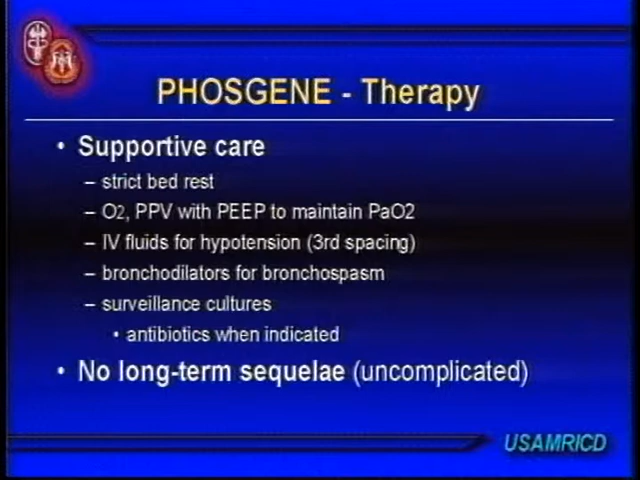 PHOSGENE - Therapy
• Supportive care
– strict bed rest
– O2, PPV with PEEP to maintain PaO2
– IV fluids for hypotension (3rd spacing)
– bronchodilators for bronchospasm
– surveillance cultures
• antibiotics when indicated
• No long-term sequelae (uncomplicated)
USAMRICD